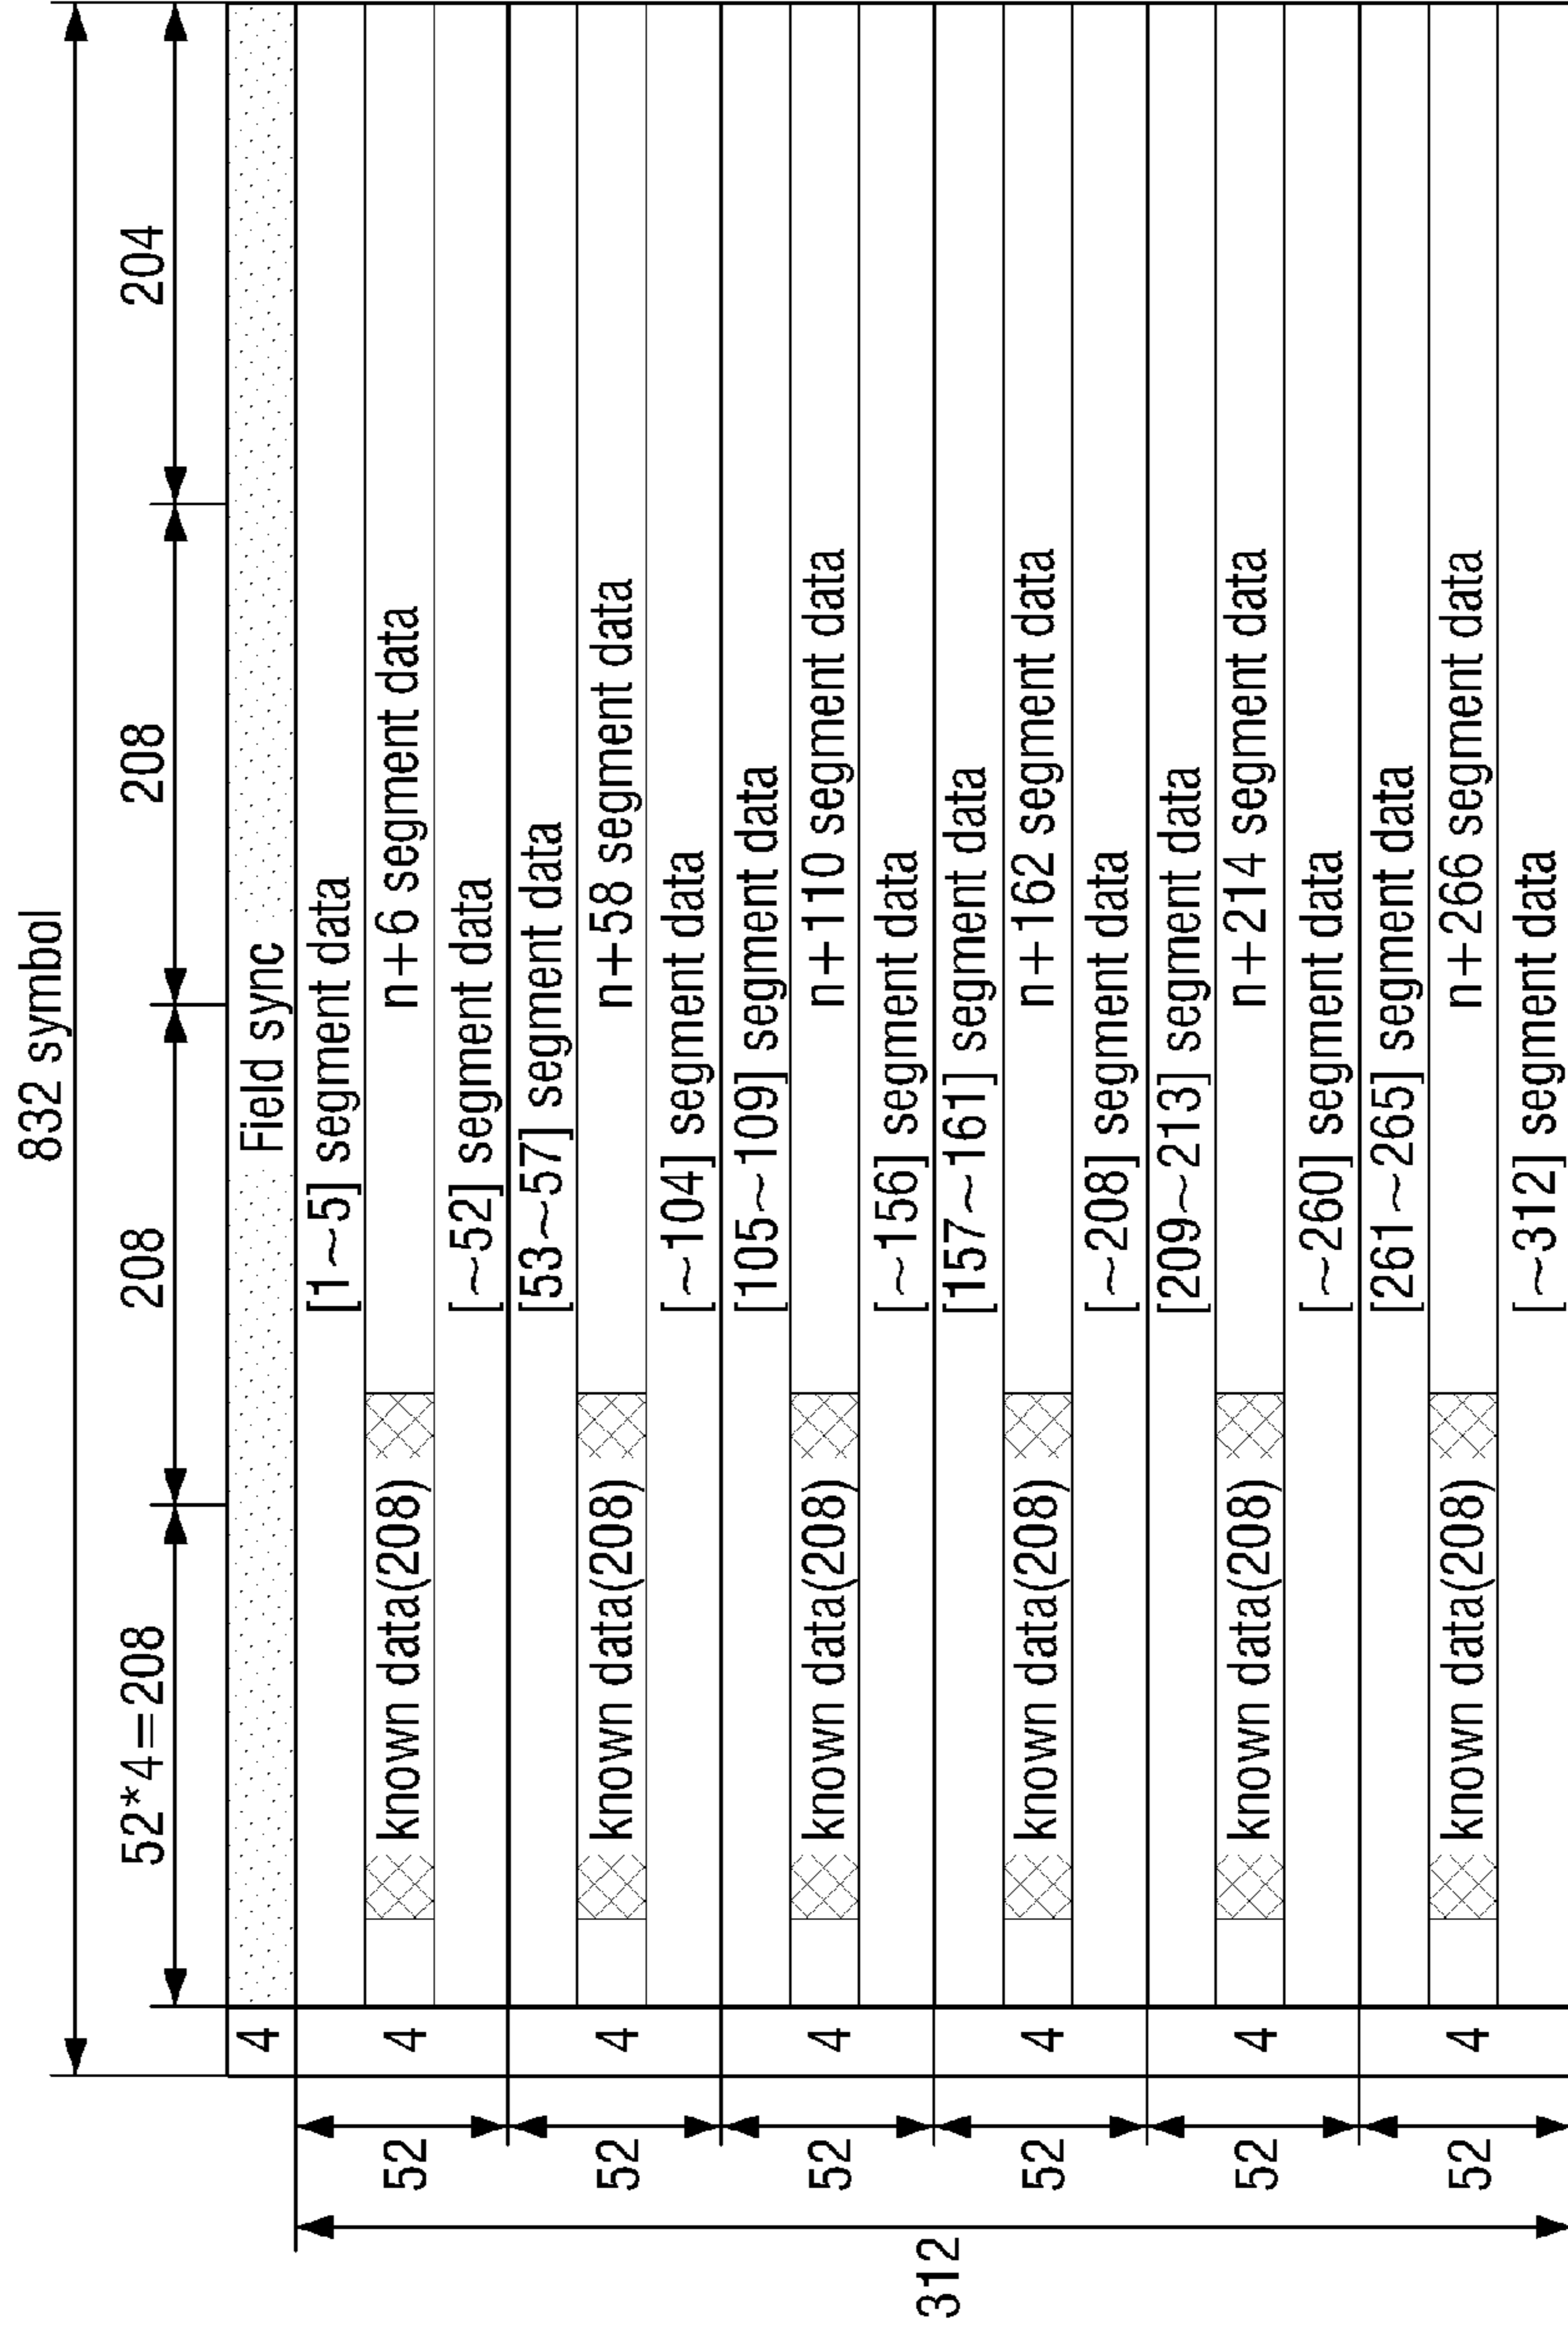 832 symbol
52*4=208 208 208 204
4 Field sync
[1~5] segment data
4 known data(208) n+6 segment data
[~52] segment data
52
[53~57] segment data
4 known data(208) n+58 segment data
[~104] segment data
52
[105~109] segment data
4 known data(208) n+110 segment data
[~156] segment data
52
[157~161] segment data
4 known data(208) n+162 segment data
[~208] segment data
52
[209~213] segment data
4 known data(208) n+214 segment data
[~260] segment data
52
[261~265] segment data
4 known data(208) n+266 segment data
[~312] segment data
52
312